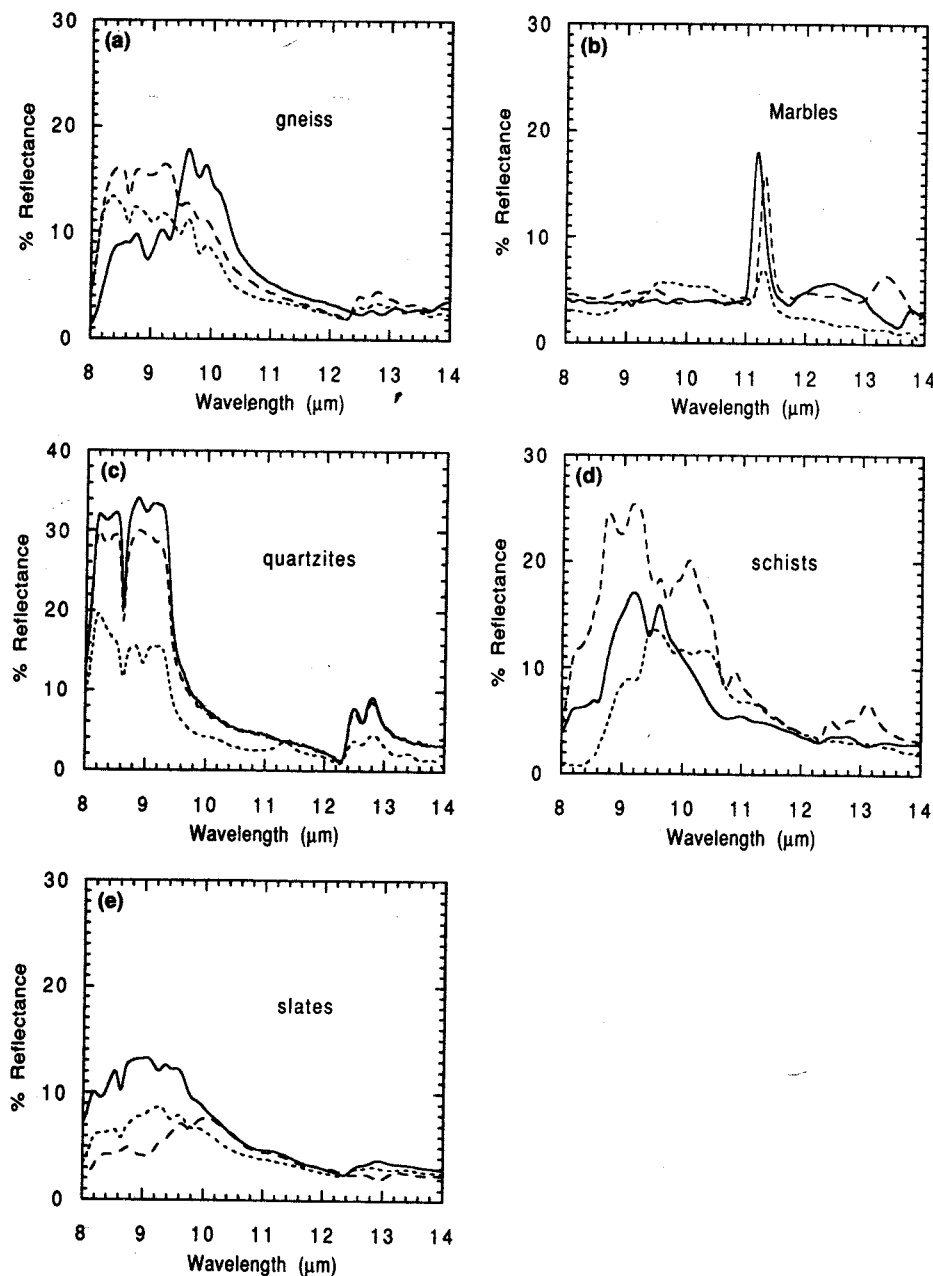 (a)
30
20
10
0
% Reflectance
gneiss
8 9 10 11 12 13 14
Wavelength (µm)
(b)
30
20
10
0
% Reflectance
Marbles
8 9 10 11 12 13 14
Wavelength (µm)
(c)
40
30
20
10
0
% Reflectance
quartzites
8 9 10 11 12 13 14
Wavelength (µm)
(d)
30
20
10
0
% Reflectance
schists
8 9 10 11 12 13 14
Wavelength (µm)
(e)
30
20
10
0
% Reflectance
slates
8 9 10 11 12 13 14
Wavelength (µm)